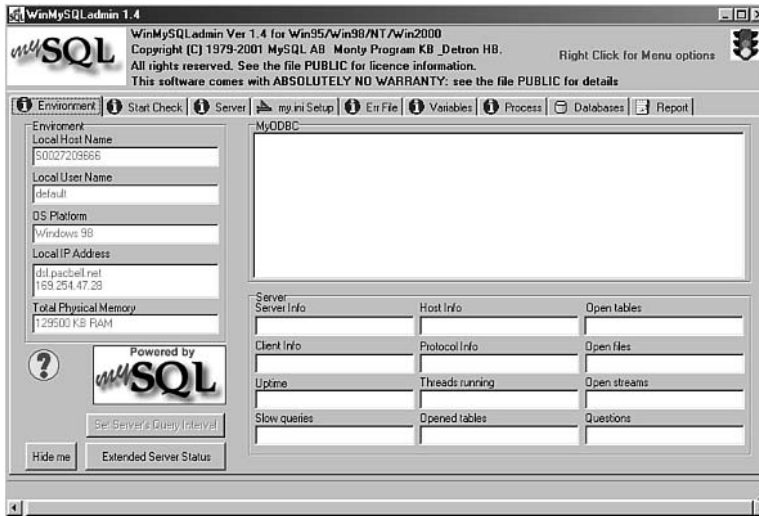 WinMySQLadmin 1.4
mySQL
WinMySQLadmin Ver 1.4 for Win95/Win98/NT/Win2000
Copyright (C) 1979-2001 MySQL AB Monty Program KB _Detron HB.
All rights reserved. See the file PUBLIC for licence information.
This software comes with ABSOLUTELY NO WARRANTY: see the file PUBLIC for details
Right Click for Menu options
Environment Start Check Server my.ini Setup Err File Variables Process Databases Report
Enviroment
Local Host Name
S0027209666
Local User Name
default
OS Platform
Windows 98
Local IP Address
dsl.pacbell.net
169.254.47.28
Total Physical Memory
129500 KB RAM
Powered by
mySQL
Set Server's Query Interval
Hide me
Extended Server Status
MyODBC
Server
Server Info Host Info Open tables
Client Info Protocol Info Open files
Uptime Threads running Open streams
Slow queries Opened tables Questions